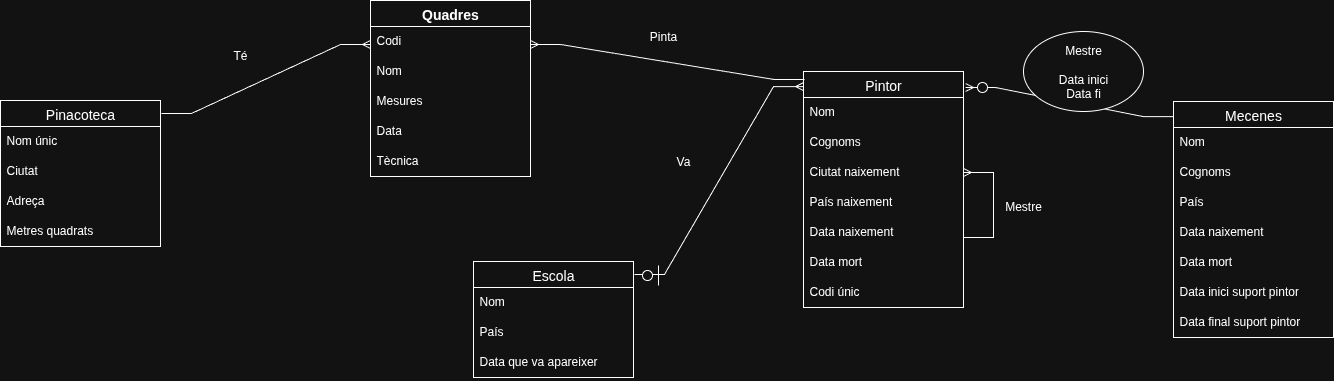 Quadres
Codi
Nom
Mesures
Data
Tècnica
Té
Pinta
Pinacoteca
Nom únic
Ciutat
Adreça
Metres quadrats
Va
Escola
Nom
País
Data que va apareixer
Pintor
Nom
Cognoms
Ciutat naixement
País naixement
Data naixement
Data mort
Codi únic
Mestre
Mestre
Data inici
Data fi
Mecenes
Nom
Cognoms
País
Data naixement
Data mort
Data inici suport pintor
Data final suport pintor